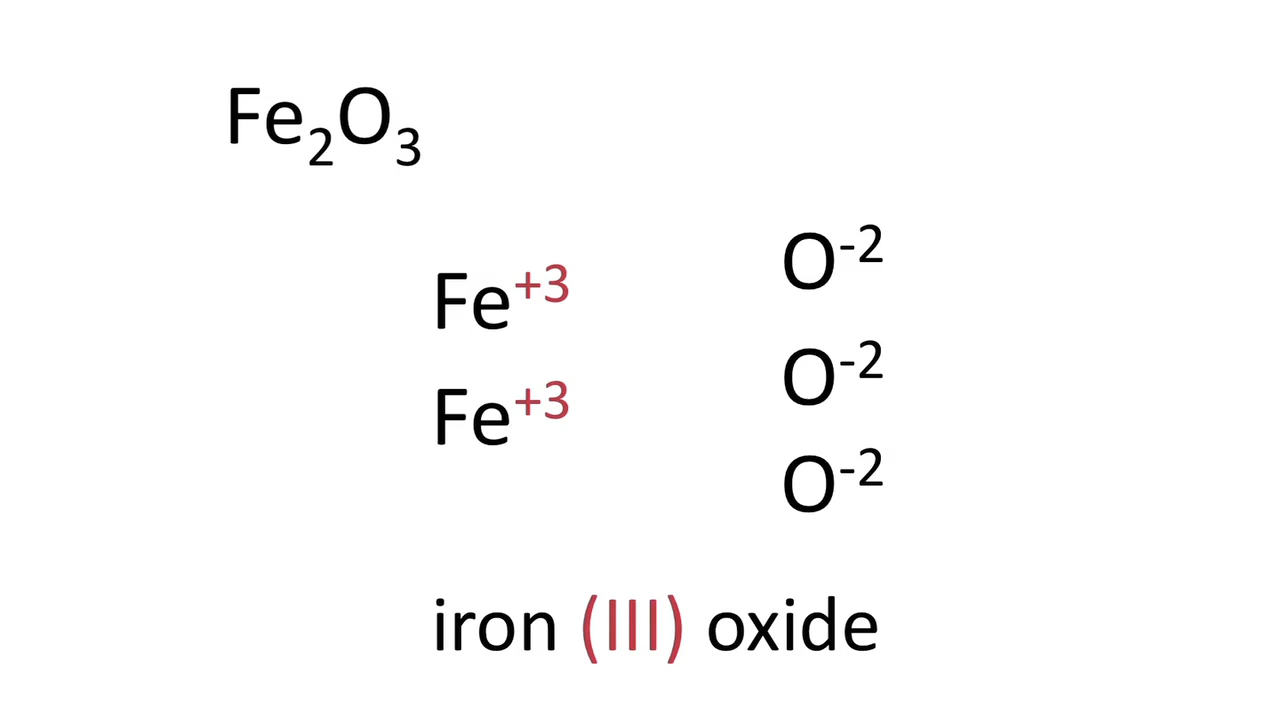 Fe₂O₃
O⁻²
Fe⁺³
O⁻²
Fe⁺³
O⁻²
iron (III) oxide